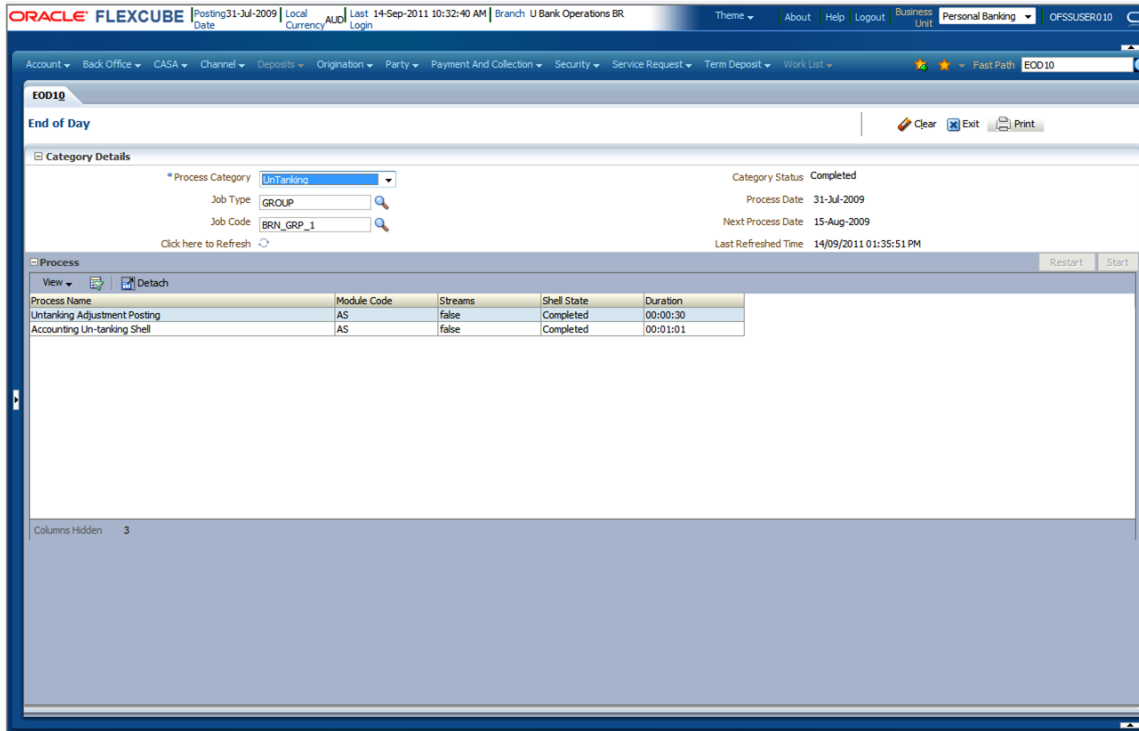 ORACLE FLEXCUBE Posting Date 31-Jul-2009 Local Currency AUD Last Login 14-Sep-2011 10:32:40 AM Branch U Bank Operations BR Theme About Help Logout Business Unit Personal Banking OFSSUSER010
Account Back Office CASA Channel Deposits Origination Party Payment And Collection Security Service Request Term Deposit Work List Fast Path EOD10
EOD10
End of Day Clear Exit Print
Category Details
* Process Category UnTanking Category Status Completed
Job Type GROUP Process Date 31-Jul-2009
Job Code BRN_GRP_1 Next Process Date 15-Aug-2009
Click here to Refresh Last Refreshed Time 14/09/2011 01:35:51 PM
Process Restart Start
View Detach
Process Name Module Code Streams Shell State Duration
Untanking Adjustment Posting AS false Completed 00:00:30
Accounting Un-tanking Shell AS false Completed 00:01:01
Columns Hidden 3